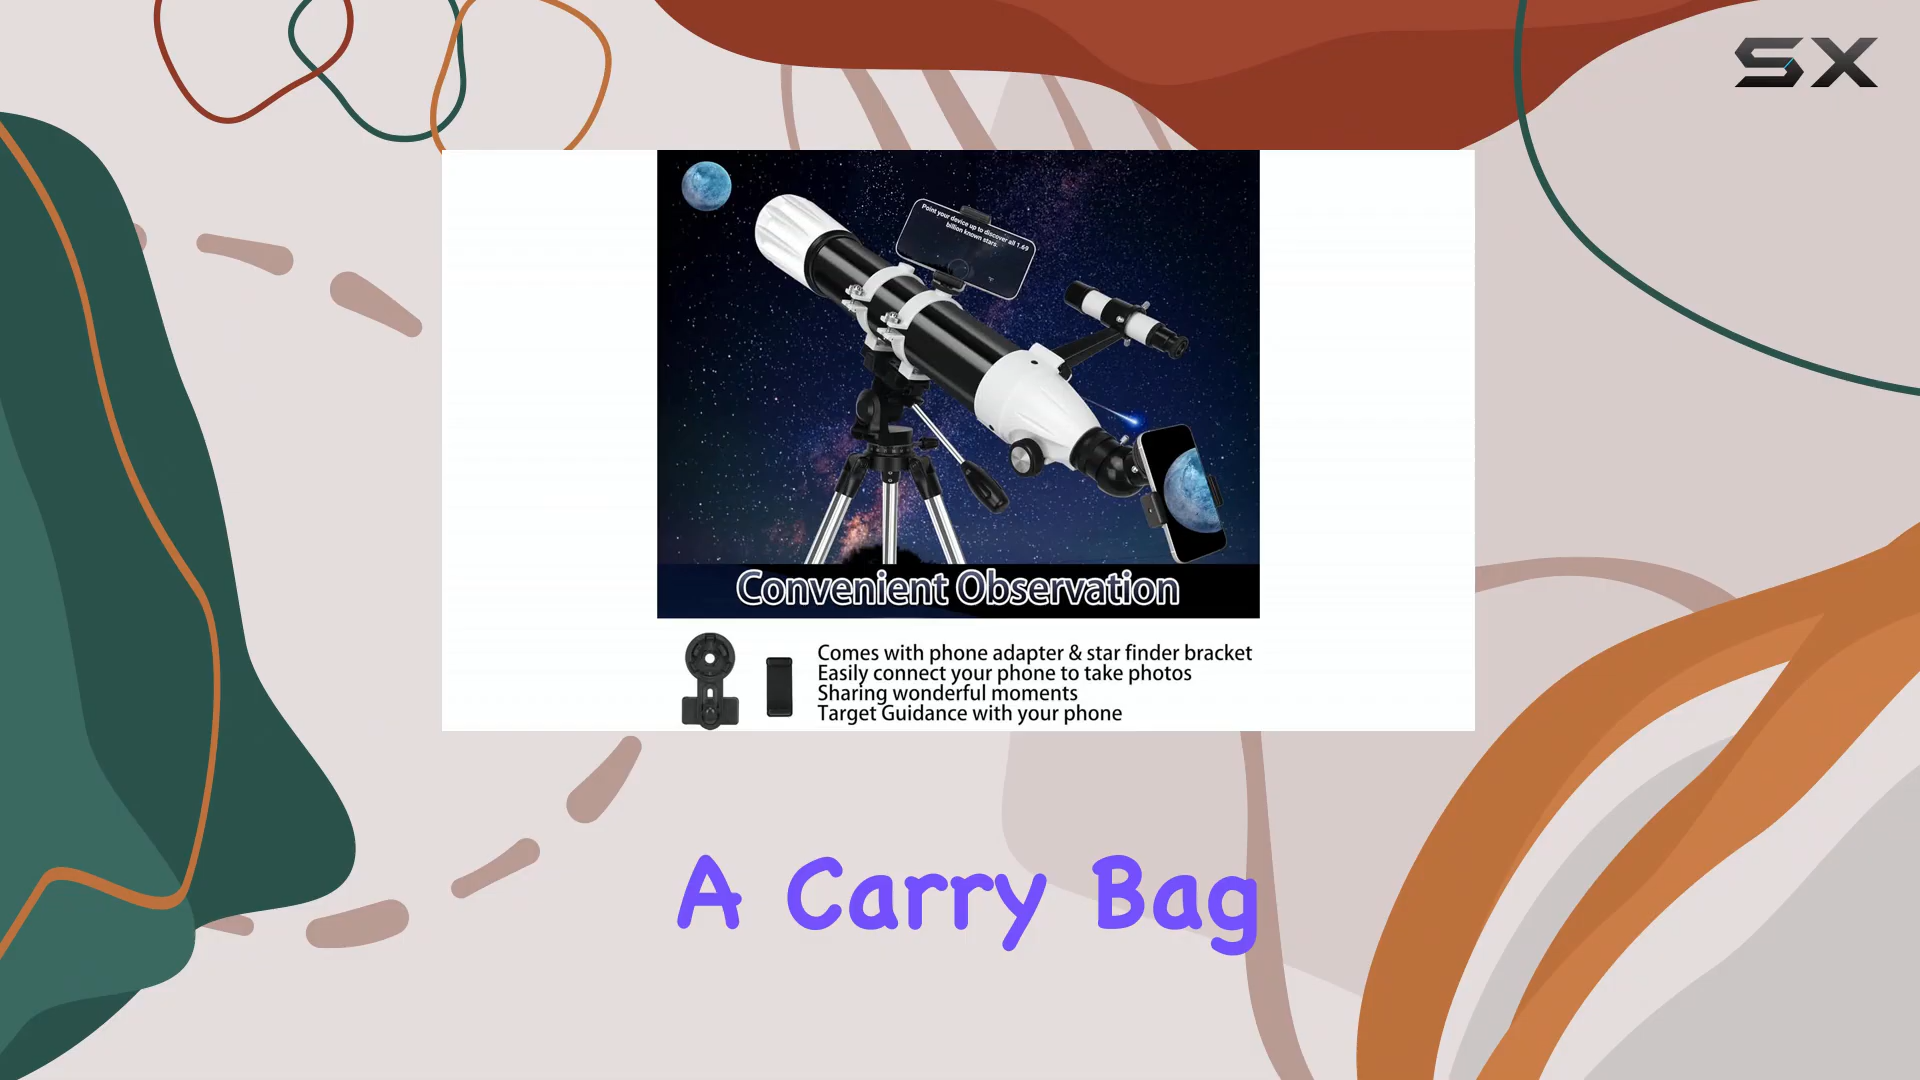 SX
Point your device up to discover all 1.69
billion known stars.
Convenient Observation
Comes with phone adapter & star finder bracket
Easily connect your phone to take photos
Sharing wonderful moments
Target Guidance with your phone
A Carry Bag